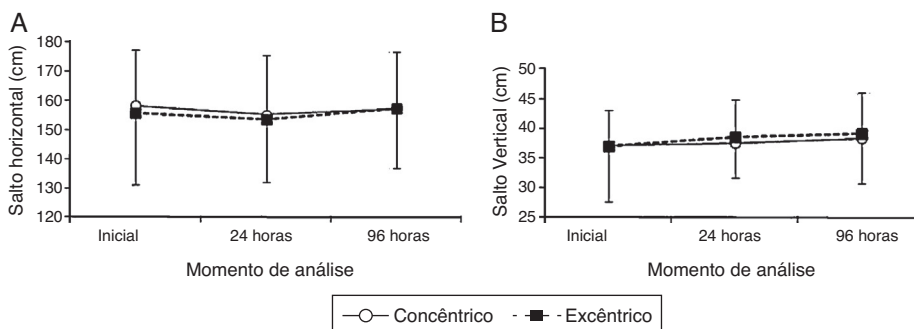 A
Salto horizontal (cm)
180
170
160
150
140
130
120
Inicial
24 horas
96 horas
Momento de análise
B
Salto Vertical (cm)
50
45
40
35
30
25
Inicial
24 horas
96 horas
Momento de análise
Concêntrico
Excêntrico